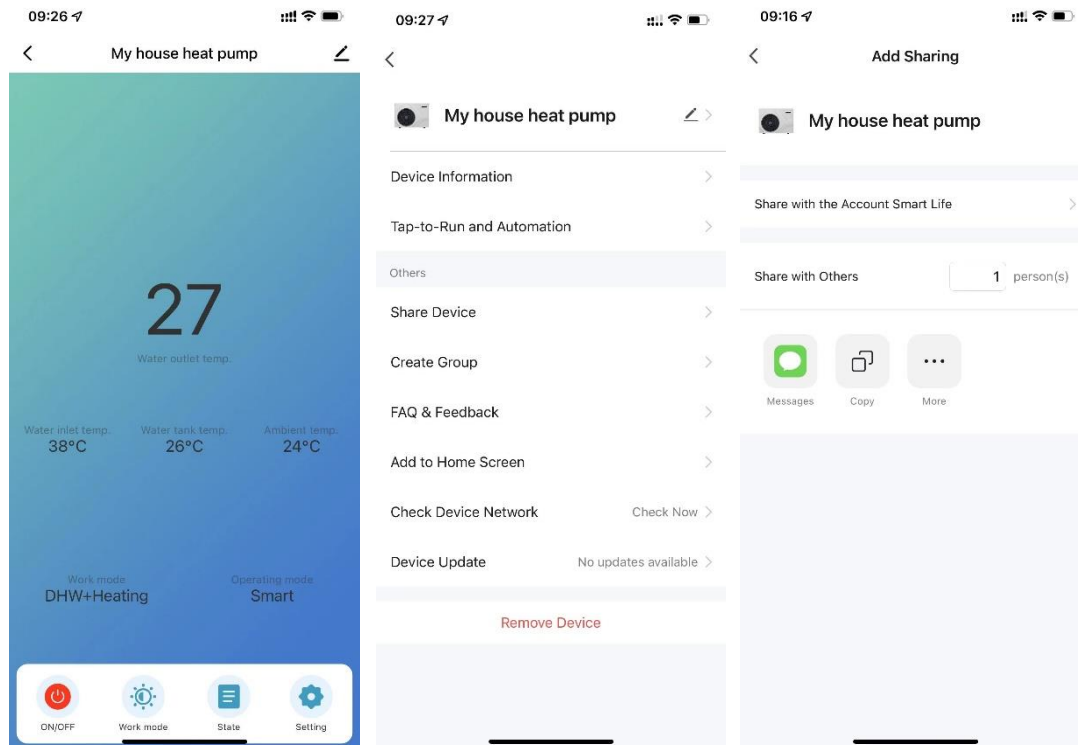 09:26
My house heat pump
27
Water outlet temp.
Water inlet temp. Water tank temp. Ambient temp.
38°C 26°C 24°C
Work mode Operating mode
DHW+Heating Smart
ON/OFF Work mode State Setting
09:27
My house heat pump
Device Information
Tap-to-Run and Automation
Others
Share Device
Create Group
FAQ & Feedback
Add to Home Screen
Check Device Network Check Now
Device Update No updates available
Remove Device
09:16
Add Sharing
My house heat pump
Share with the Account Smart Life
Share with Others 1 person(s)
Messages Copy More